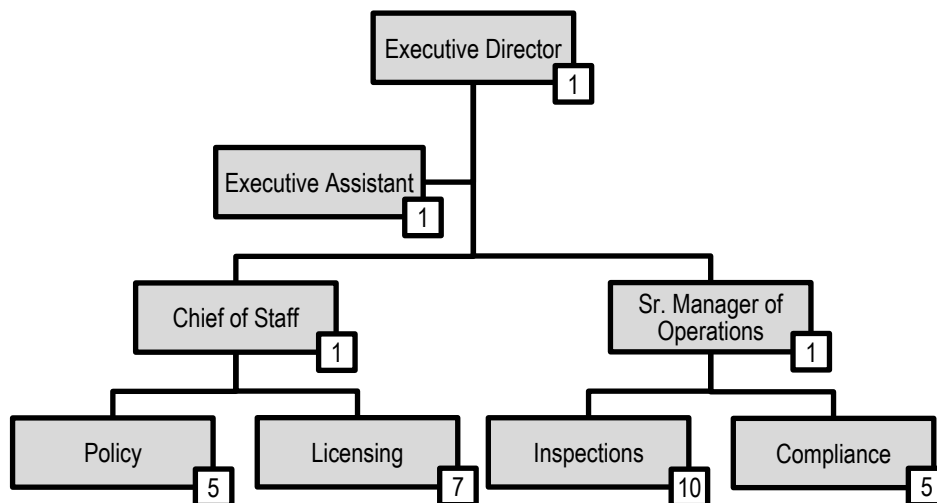 Executive Director
1
Executive Assistant
1
Chief of Staff
1
Sr. Manager of
Operations
1
Policy
5
Licensing
7
Inspections
10
Compliance
5